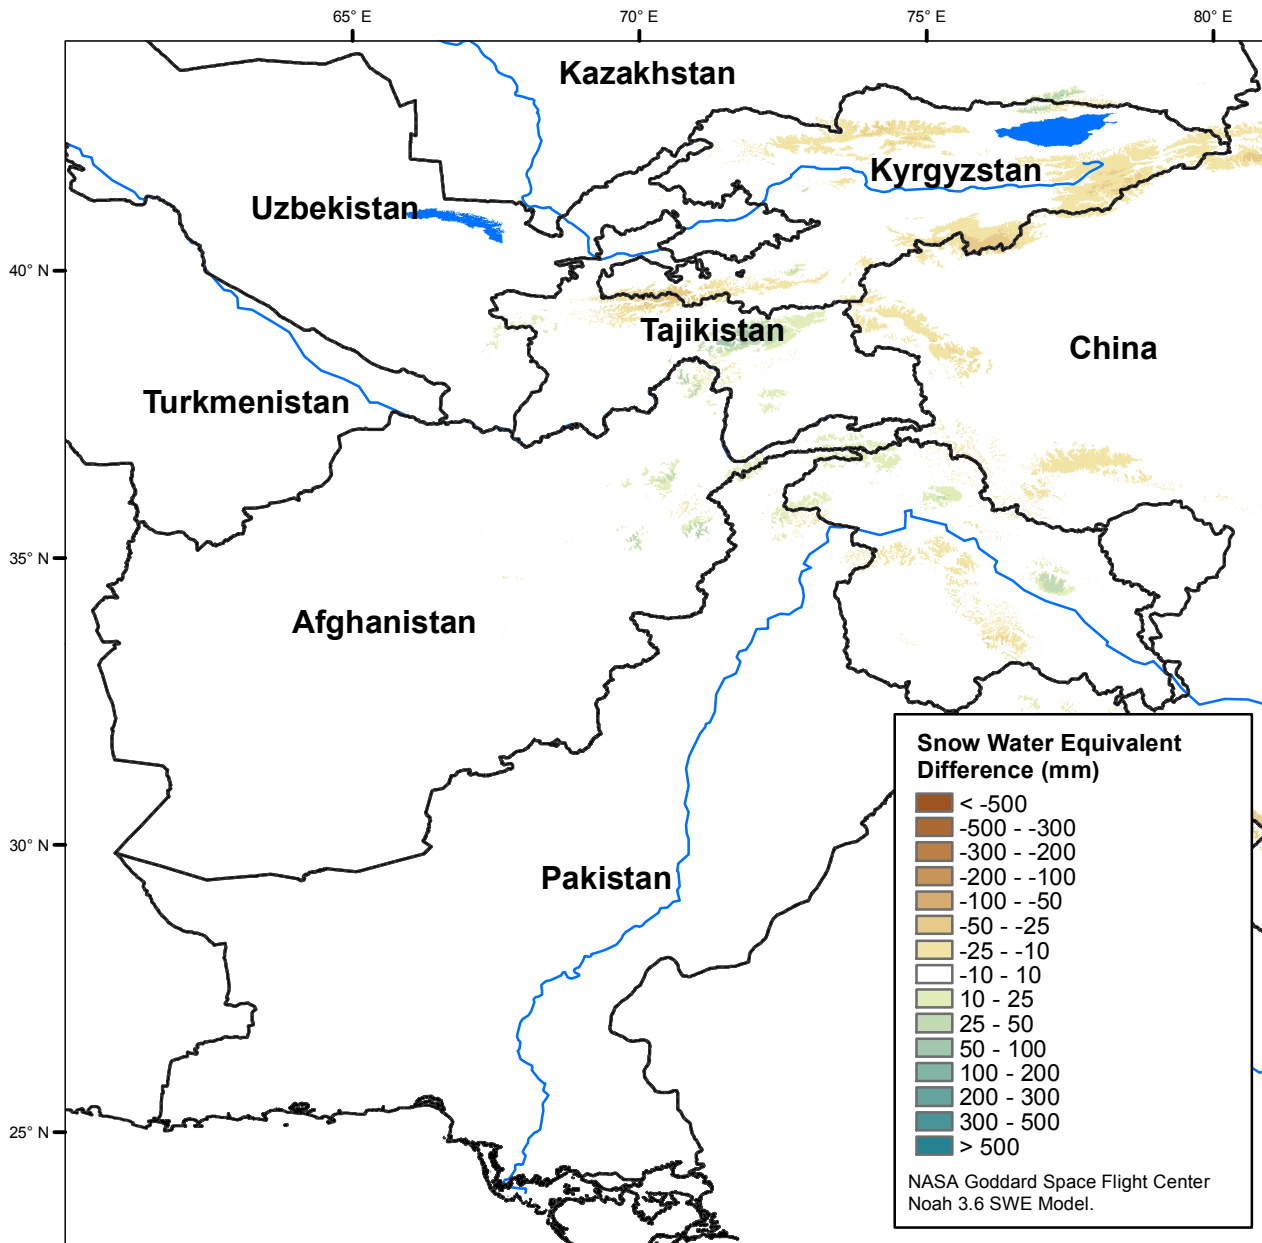 65° E
70° E
75° E
80° E
Kazakhstan
Kyrgyzstan
Uzbekistan
40° N
Tajikistan
China
Turkmenistan
35° N
Afghanistan
Snow Water Equivalent
Difference (mm)
< -500
-500 - -300
-300 - -200
-200 - -100
-100 - -50
-50 - -25
-25 - -10
-10 - 10
10 - 25
25 - 50
50 - 100
100 - 200
200 - 300
300 - 500
> 500
NASA Goddard Space Flight Center
Noah 3.6 SWE Model.
30° N
Pakistan
25° N